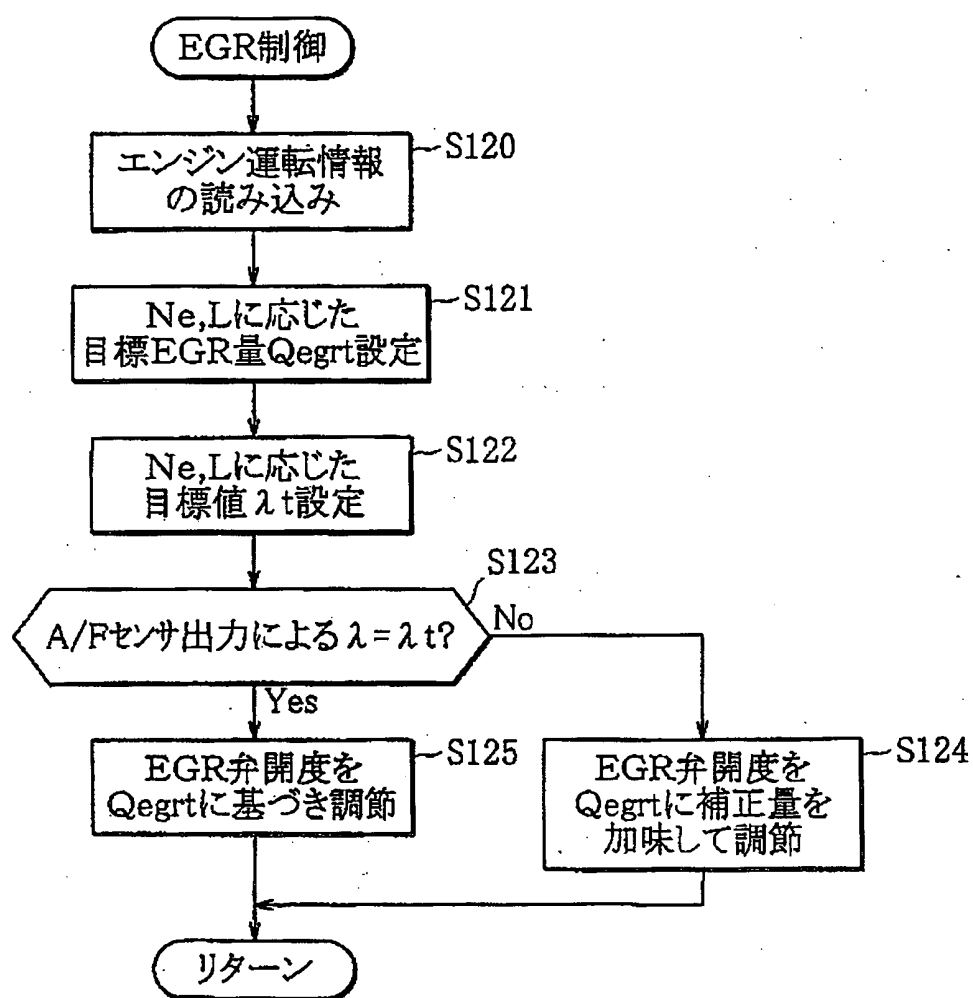 EGR制御
エンジン運転情報
の読み込み
S120
Ne,Lに応じた
目標EGR量Qegrt設定
S121
Ne,Lに応じた
目標値λt設定
S122
A/Fセンサ出力によるλ=λt?
S123
No
Yes
EGR弁開度を
Qegrtに基づき調節
S125
EGR弁開度を
Qegrtに補正量を
加味して調節
S124
リターン